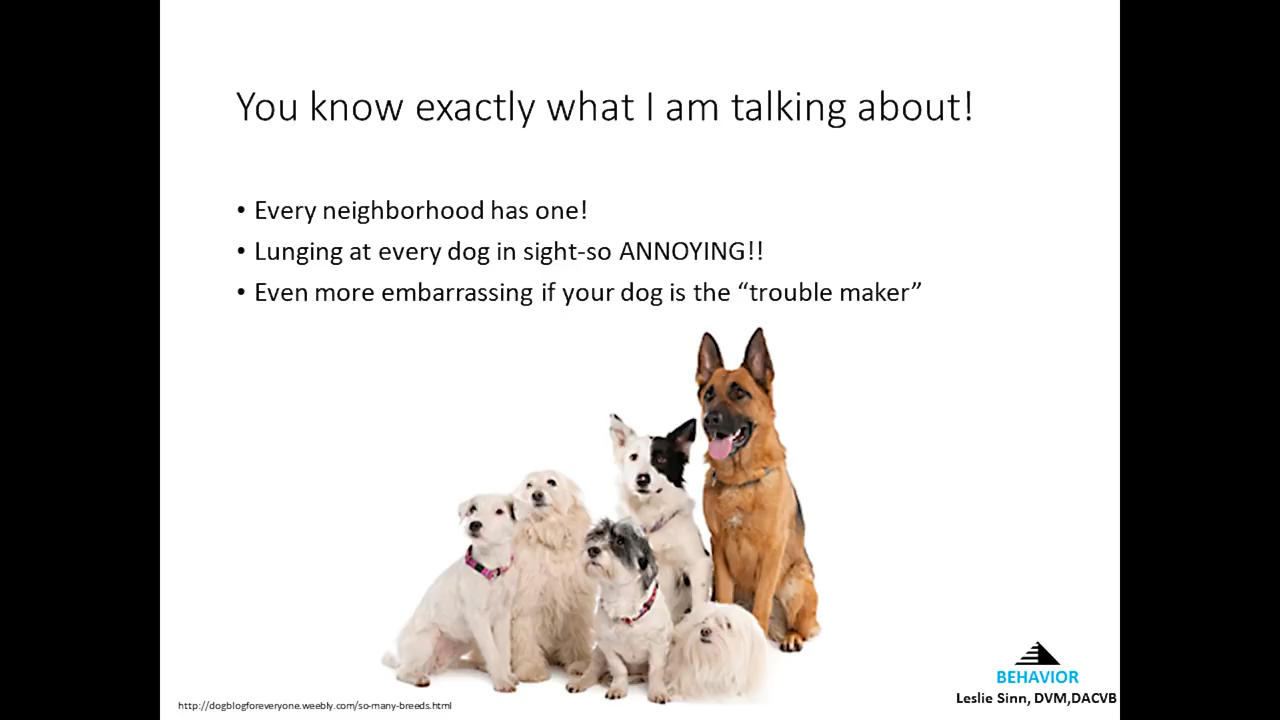 You know exactly what I am talking about!
• Every neighborhood has one!
• Lunging at every dog in sight-so ANNOYING!!
• Even more embarrassing if your dog is the “trouble maker”
BEHAVIOR
Leslie Sinn, DVM,DACVB
http://dogblogforeveryone.weebly.com/so-many-breeds.html